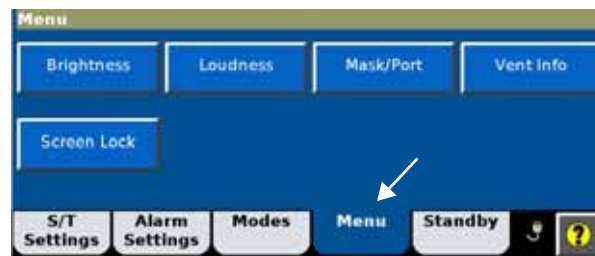 Menu
Brightness Loudness Mask/Port Vent Info
Screen Lock
S/T Settings Alarm Settings Modes Menu Standby ?